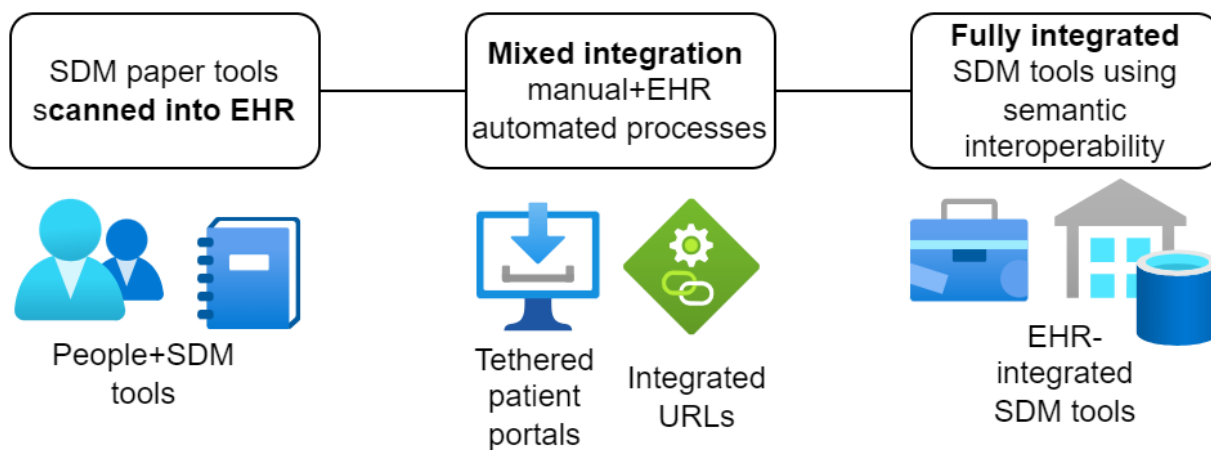 SDM paper tools
scanned into EHR
Mixed integration
manual+EHR
automated processes
Fully integrated
SDM tools using
semantic
interoperability
People+SDM
tools
Tethered
patient
portals
Integrated
URLs
EHR-
integrated
SDM tools